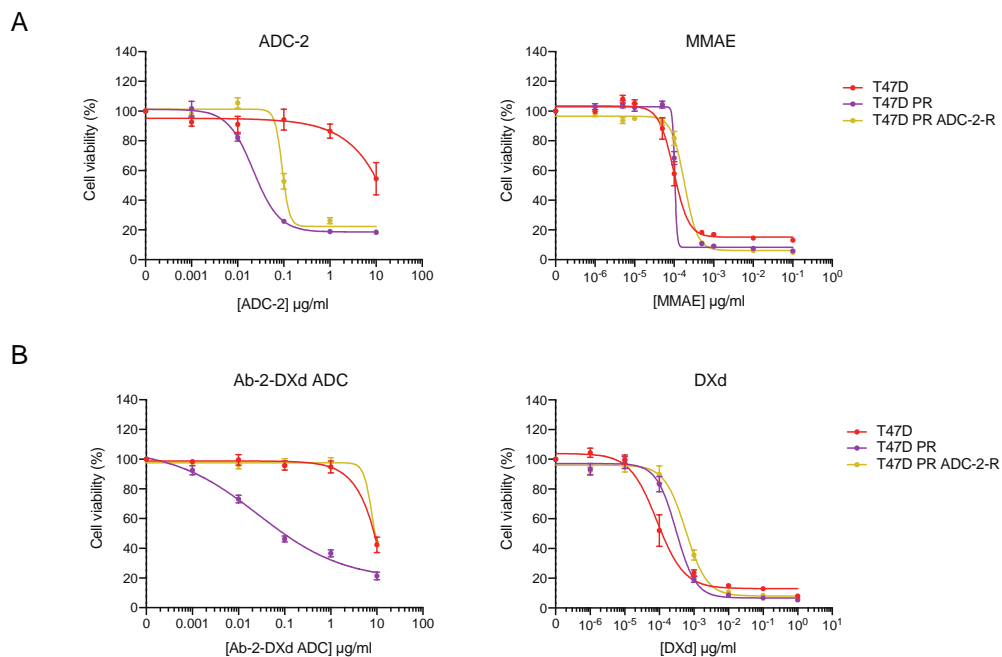 A
ADC-2
MMAE
140
120
100
80
60
40
20
0
Cell viability (%)
0 0.001 0.01 0.1 1 10 100
[ADC-2] µg/ml
140
120
100
80
60
40
20
0
Cell viability (%)
0 10⁻⁶ 10⁻⁵ 10⁻⁴ 10⁻³ 10⁻² 10⁻¹ 10⁰
[MMAE] µg/ml
T47D
T47D PR
T47D PR ADC-2-R
B
Ab-2-DXd ADC
DXd
140
120
100
80
60
40
20
0
Cell viability (%)
0 0.001 0.01 0.1 1 10 100
[Ab-2-DXd ADC] µg/ml
140
120
100
80
60
40
20
0
Cell viability (%)
0 10⁻⁶ 10⁻⁵ 10⁻⁴ 10⁻³ 10⁻² 10⁻¹ 10⁰ 10¹
[DXd] µg/ml
T47D
T47D PR
T47D PR ADC-2-R